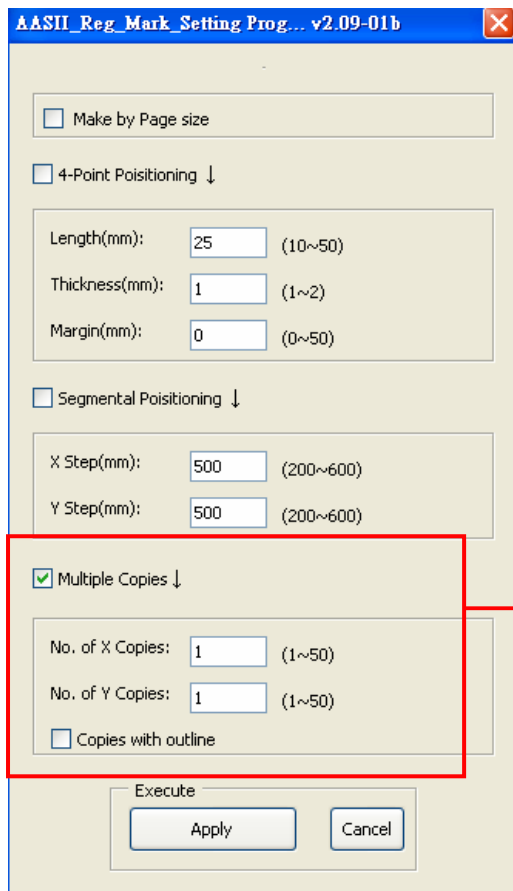 AASII_Reg_Mark_Setting Prog... v2.09-01b
Make by Page size
4-Point Poisitioning ↓
Length(mm): 25 (10~50)
Thickness(mm): 1 (1~2)
Margin(mm): 0 (0~50)
Segmental Poisitioning ↓
X Step(mm): 500 (200~600)
Y Step(mm): 500 (200~600)
Multiple Copies ↓
No. of X Copies: 1 (1~50)
No. of Y Copies: 1 (1~50)
Copies with outline
Execute
Apply Cancel